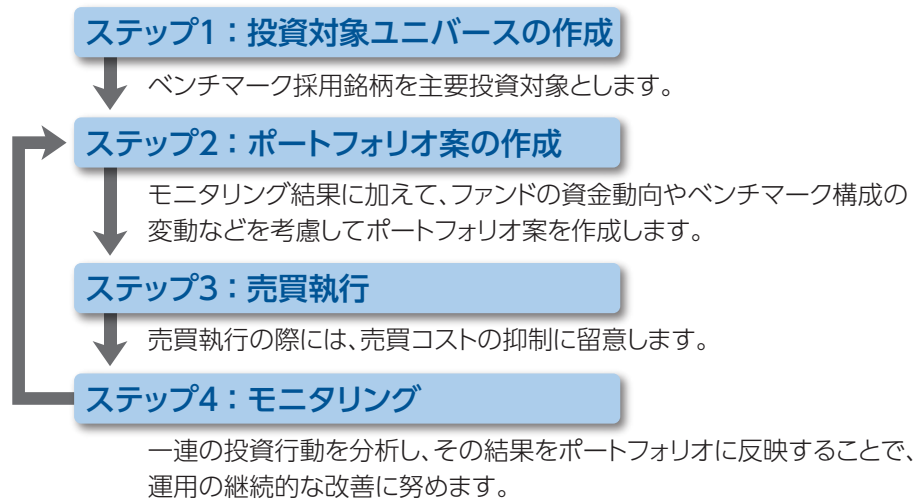 ステップ1：投資対象ユニバースの作成
ベンチマーク採用銘柄を主要投資対象とします。
ステップ2：ポートフォリオ案の作成
モニタリング結果に加えて、ファンドの資金動向やベンチマーク構成の
変動などを考慮してポートフォリオ案を作成します。
ステップ3：売買執行
売買執行の際には、売買コストの抑制に留意します。
ステップ4：モニタリング
一連の投資行動を分析し、その結果をポートフォリオに反映することで、
運用の継続的な改善に努めます。